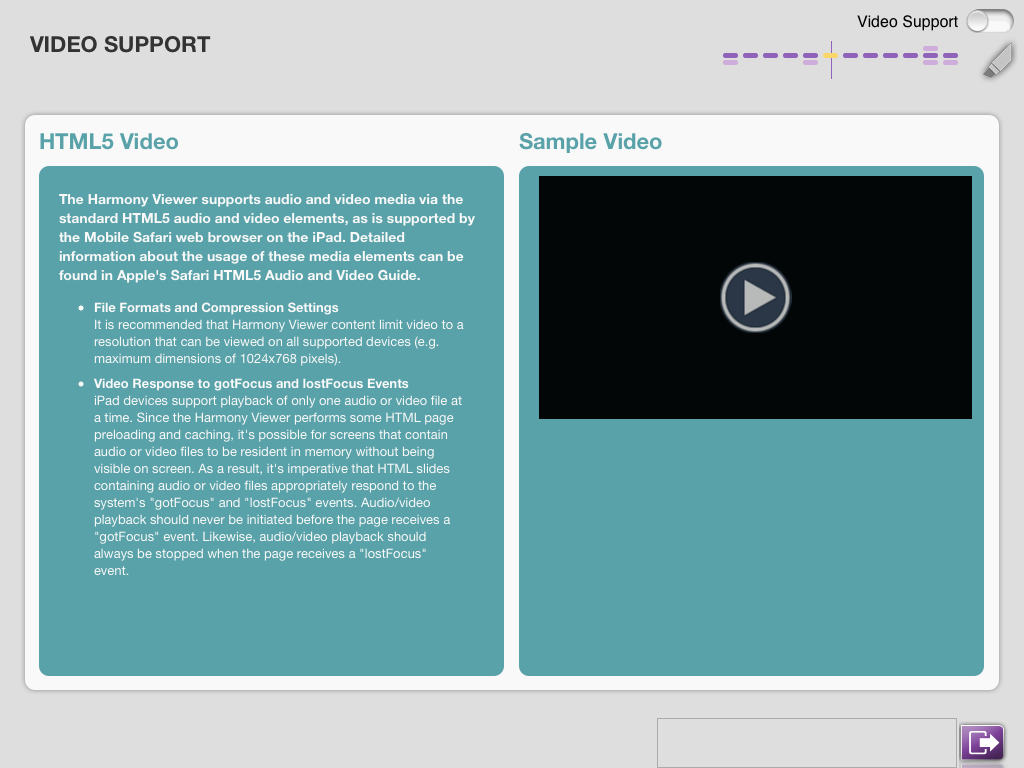 Video Support
VIDEO SUPPORT
HTML5 Video
The Harmony Viewer supports audio and video media via the
standard HTML5 audio and video elements, as is supported by
the Mobile Safari web browser on the iPad. Detailed
information about the usage of these media elements can be
found in Apple's Safari HTML5 Audio and Video Guide.
• File Formats and Compression Settings
It is recommended that Harmony Viewer content limit video to a
resolution that can be viewed on all supported devices (e.g.
maximum dimensions of 1024x768 pixels).
• Video Response to gotFocus and lostFocus Events
iPad devices support playback of only one audio or video file at
a time. Since the Harmony Viewer performs some HTML page
preloading and caching, it's possible for screens that contain
audio or video files to be resident in memory without being
visible on screen. As a result, it's imperative that HTML slides
containing audio or video files appropriately respond to the
system's "gotFocus" and "lostFocus" events. Audio/video
playback should never be initiated before the page receives a
"gotFocus" event. Likewise, audio/video playback should
always be stopped when the page receives a "lostFocus"
event.
Sample Video